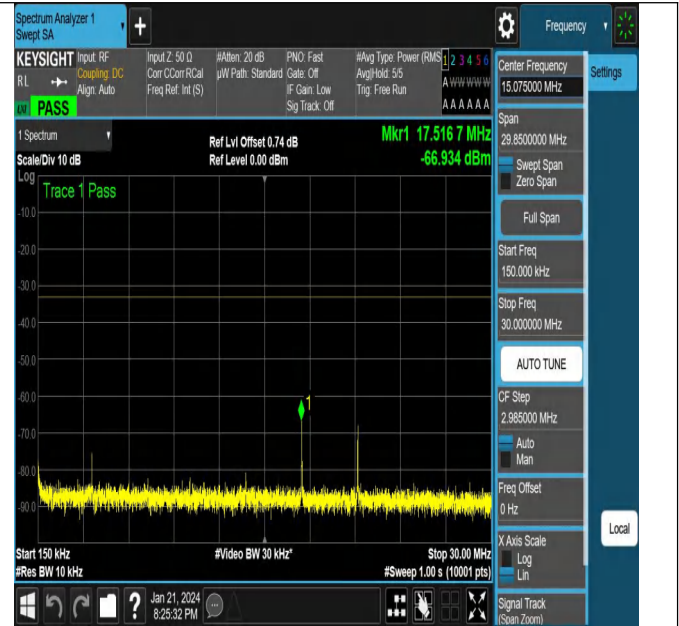 Spectrum Analyzer 1
Swept SA
+
Frequency
KEYSIGHT
RL
PASS
Input: RF
Coupling: DC
Align: Auto
Input Z: 50 Ω
Corr CCorr RCal
Freq Ref: Int (S)
#Atten: 20 dB
µW Path: Standard
PNO: Fast
Gate: Off
IF Gain: Low
Sig Track: Off
#Avg Type: Power (RMS
Avg|Hold: 5/5
Trig: Free Run
1 2 3 4 5 6
A W W W W W
A A A A A A
1 Spectrum
Scale/Div 10 dB
Ref Lvl Offset 0.74 dB
Ref Level 0.00 dBm
Mkr1 17.516 7 MHz
-66.934 dBm
Log
Trace 1 Pass
-10.0
-20.0
-30.0
-40.0
-50.0
-60.0
-70.0
-80.0
-90.0
1
Start 150 kHz
#Res BW 10 kHz
#Video BW 30 kHz*
Stop 30.00 MHz
#Sweep 1.00 s (10001 pts)
Center Frequency
15.075000 MHz
Settings
Span
29.8500000 MHz
Swept Span
Zero Span
Full Span
Start Freq
150.000 kHz
Stop Freq
30.000000 MHz
AUTO TUNE
CF Step
2.985000 MHz
Auto
Man
Freq Offset
0 Hz
Local
X Axis Scale
Log
Lin
Signal Track
(Span Zoom)
?
Jan 21, 2024
8:25:32 PM